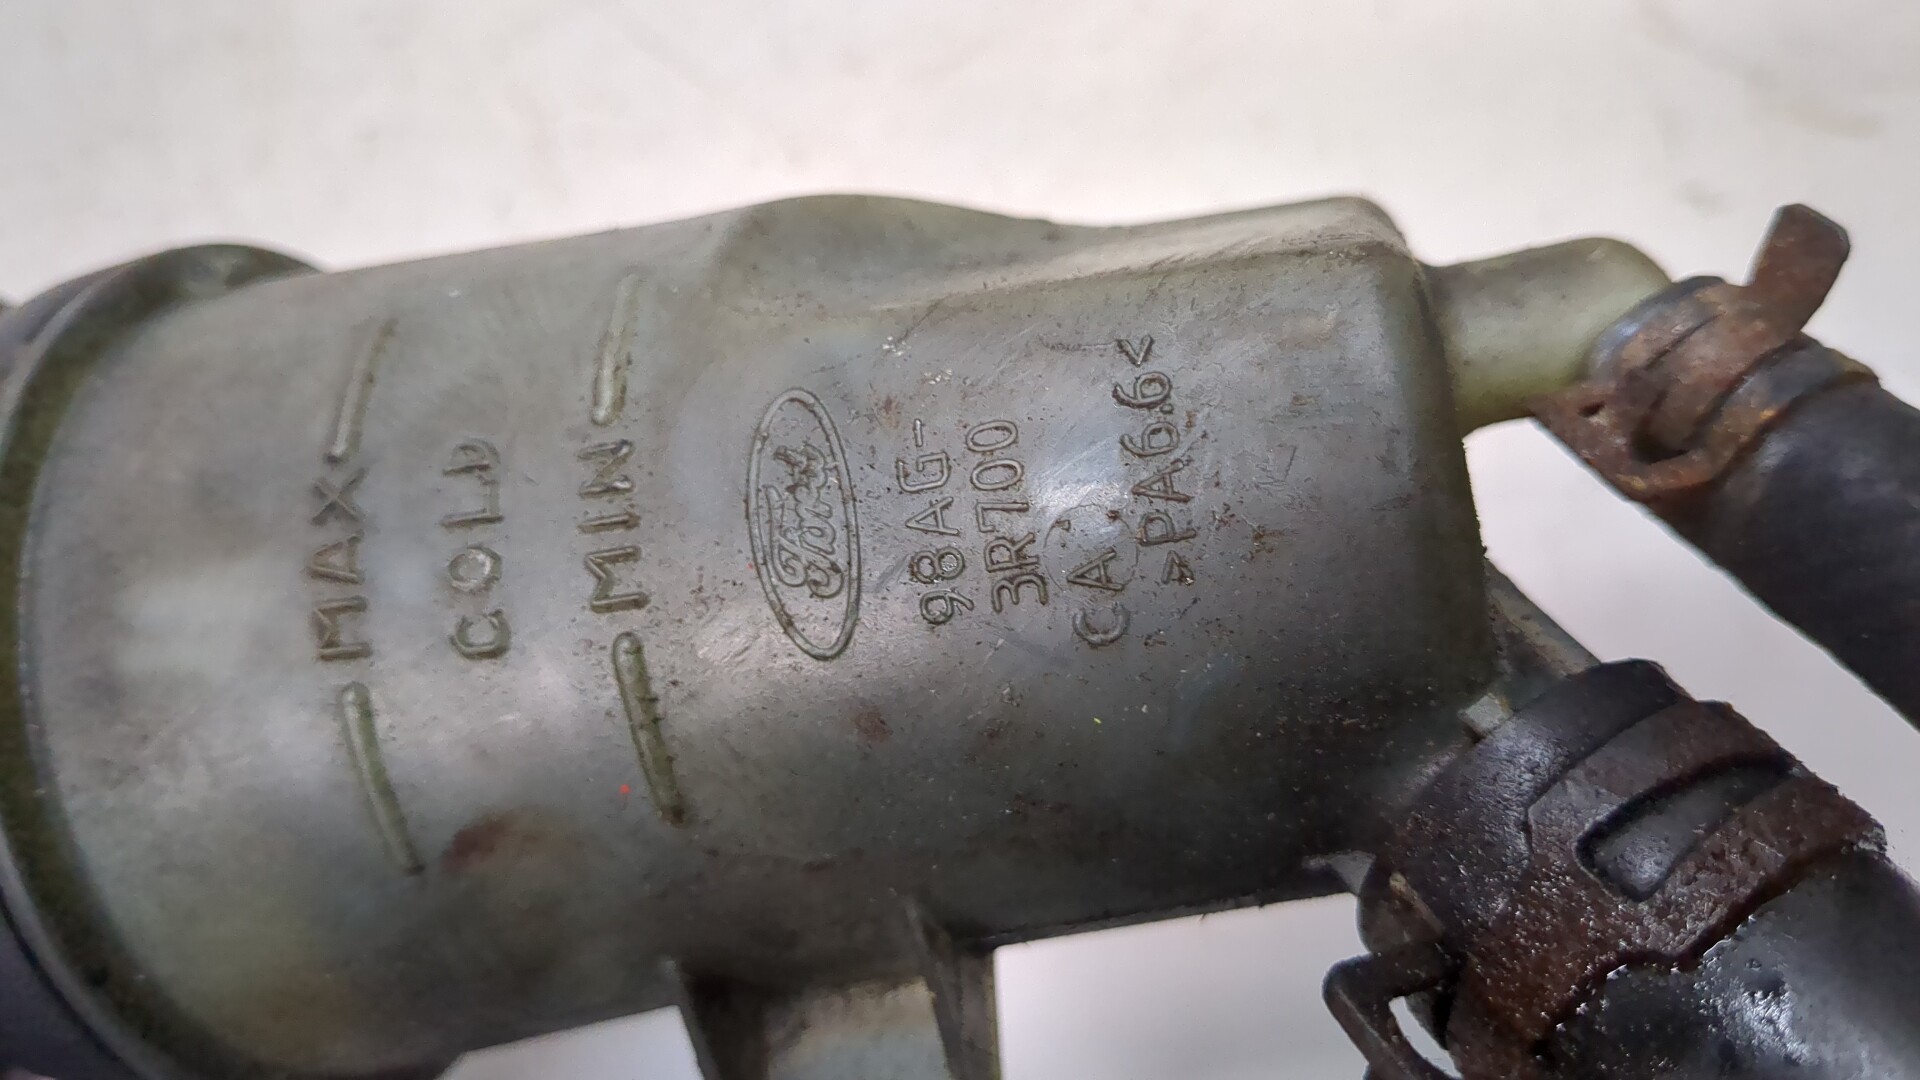 MAX
COLD
MIN
Ford
98AG-
3R700
CA
>PA6.6<